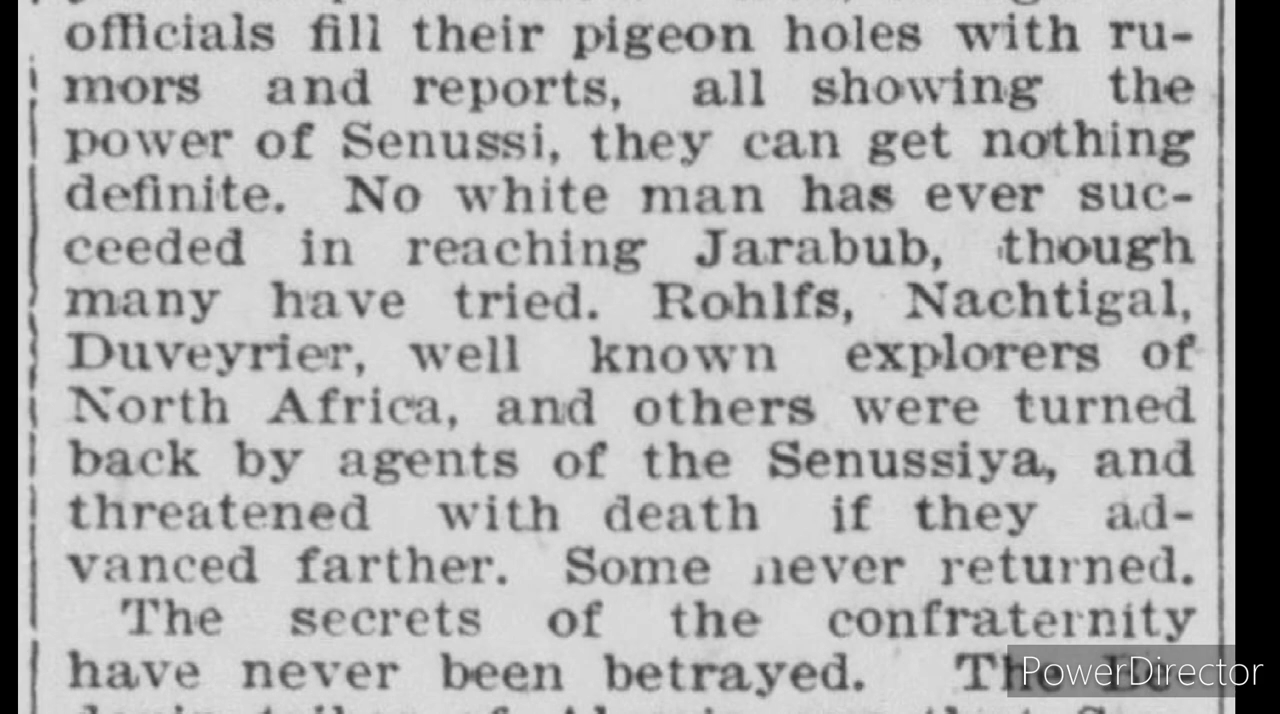 officials fill their pigeon holes with ru-
mors and reports, all showing the
power of Senussi, they can get nothing
definite. No white man has ever suc-
ceeded in reaching Jarabub, though
many have tried. Rohlfs, Nachtigal,
Duveyrier, well known explorers of
North Africa, and others were turned
back by agents of the Senussiya, and
threatened with death if they ad-
vanced farther. Some never returned.
The secrets of the confraternity
have never been betrayed. The
PowerDirector